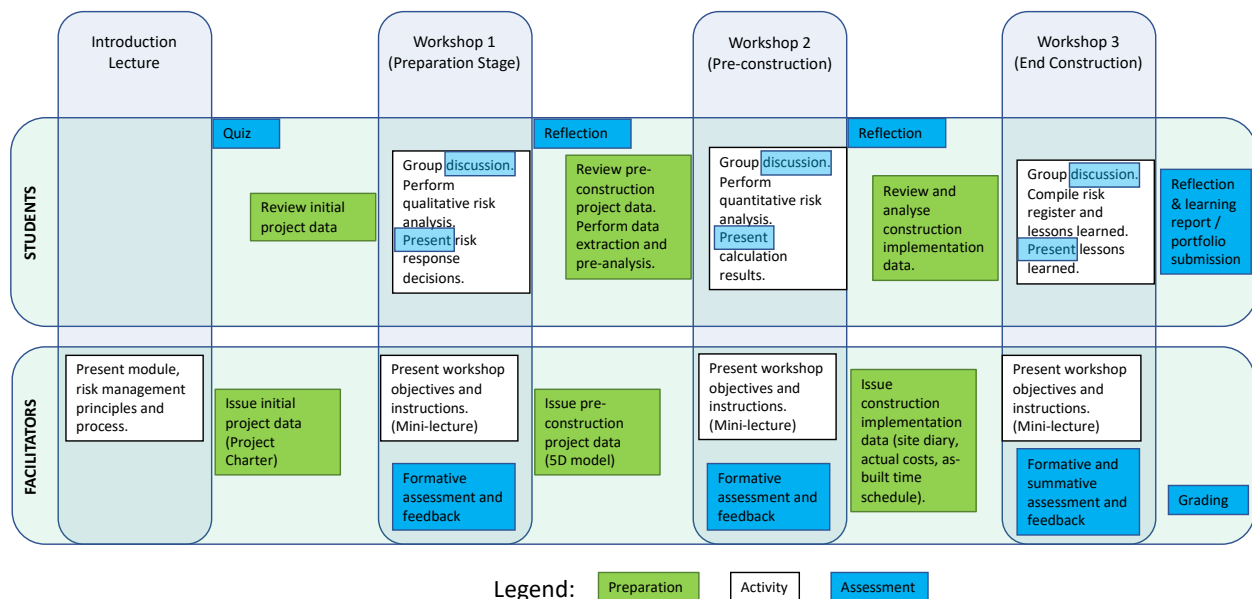 Introduction
Lecture
Workshop 1
(Preparation Stage)
Workshop 2
(Pre-construction)
Workshop 3
(End Construction)
STUDENTS
Quiz
Review initial
project data
Group discussion.
Perform
qualitative risk
analysis.
Present risk
response
decisions.
Reflection
Review pre-
construction
project data.
Perform data
extraction and
pre-analysis.
Group discussion.
Perform
quantitative risk
analysis.
Present
calculation
results.
Reflection
Review and
analyse
construction
implementation
data.
Group discussion.
Compile risk
register and
lessons learned.
Present lessons
learned.
Reflection
& learning
report /
portfolio
submission
FACILITATORS
Present module,
risk management
principles and
process.
Issue initial
project data
(Project
Charter)
Present workshop
objectives and
instructions.
(Mini-lecture)
Formative
assessment and
feedback
Issue pre-
construction
project data
(5D model)
Present workshop
objectives and
instructions.
(Mini-lecture)
Formative
assessment and
feedback
Issue
construction
implementation
data (site diary,
actual costs, as-
built time
schedule).
Present workshop
objectives and
instructions.
(Mini-lecture)
Formative and
summative
assessment and
feedback
Grading
Legend:
Preparation
Activity
Assessment